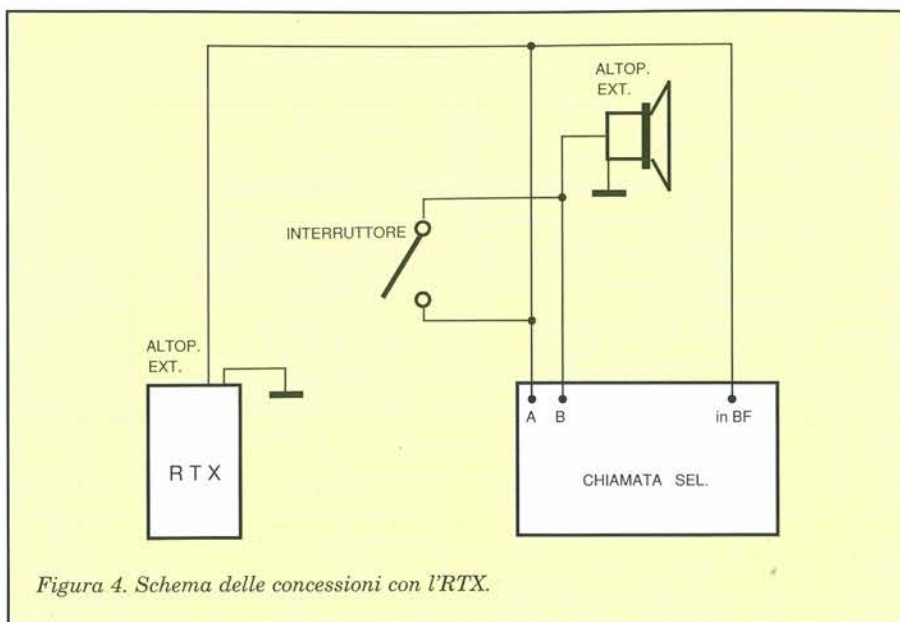 ALTOP.
EXT.
INTERRUTTORE
ALTOP.
EXT.
RTX
A B in BF
CHIAMATA SEL.
Figura 4. Schema delle concessioni con l'RTX.